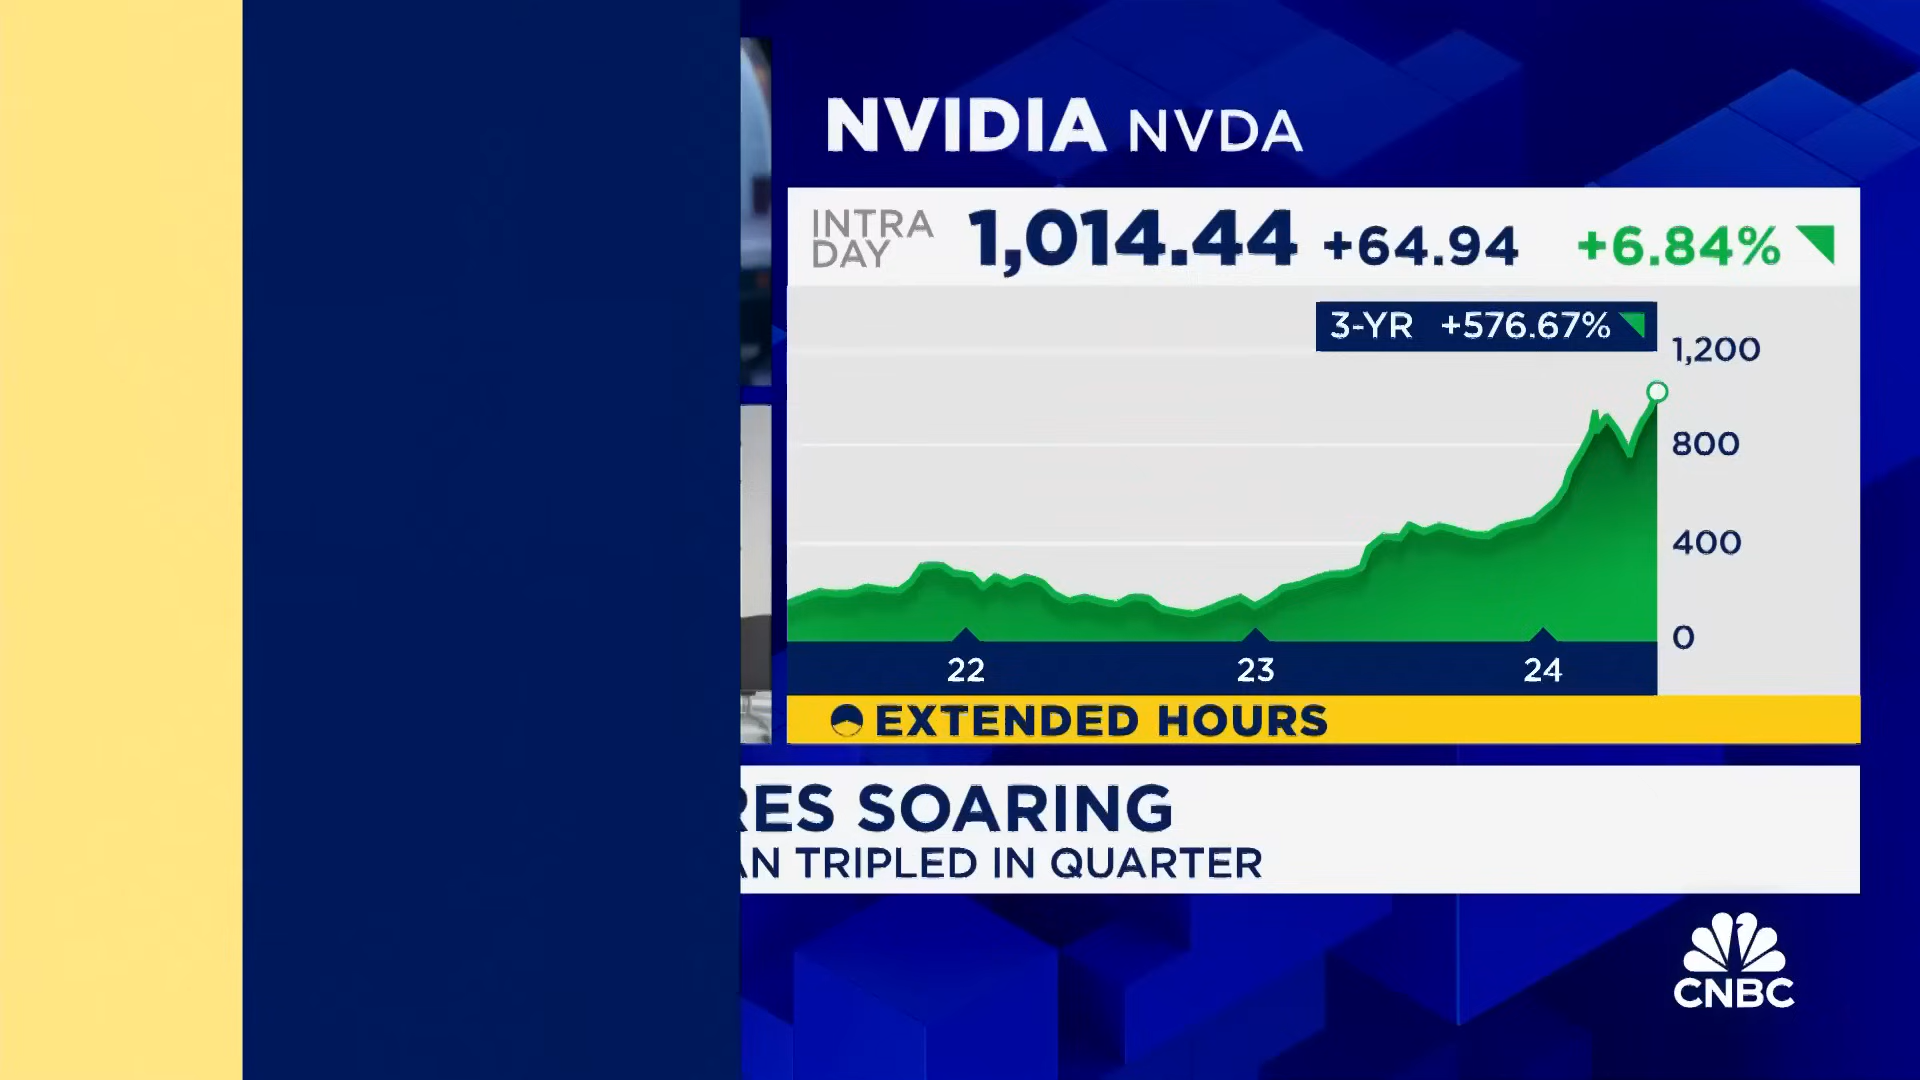 NVIDIA NVDA
INTRA DAY 1,014.44 +64.94 +6.84%
3-YR +576.67%
1,200
800
400
0
22 23 24
EXTENDED HOURS
SOARING
TRIPLED IN QUARTER
CNBC